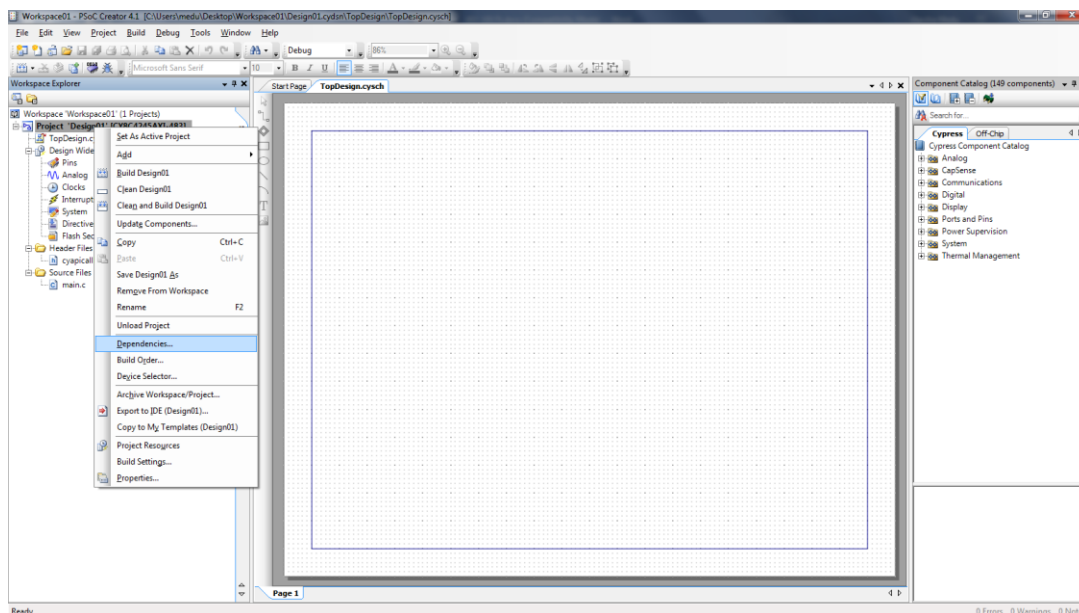 Workspace01 - PSoC Creator 4.1 [C:\Users\medu\Desktop\Workspace01\Design01.cydsn\TopDesign\TopDesign.cysch]
File Edit View Project Build Debug Tools Window Help
Debug 86%
Microsoft Sans Serif 10 B I U
Workspace Explorer
Workspace 'Workspace01' (1 Projects)
Project 'Design01'
TopDesign.c
Design Wide
Pins
Analog
Clocks
Interrupt
System
Directive
Flash Sec
Header Files
cyapicall
Source Files
main.c
Set As Active Project
Add
Build Design01
Clean Design01
Clean and Build Design01
Update Components...
Copy Ctrl+C
Paste Ctrl+V
Save Design01 As
Remove From Workspace
Rename F2
Unload Project
Dependencies...
Build Order...
Device Selector...
Archive Workspace/Project...
Export to IDE (Design01)...
Copy to My Templates (Design01)
Project Resources
Build Settings...
Properties...
Start Page TopDesign.cysch
Page 1
Component Catalog (149 components)
Search for...
Cypress Off-Chip
Cypress Component Catalog
Analog
CapSense
Communications
Digital
Display
Ports and Pins
Power Supervision
System
Thermal Management
Ready
0 Errors 0 Warnings 0 Not